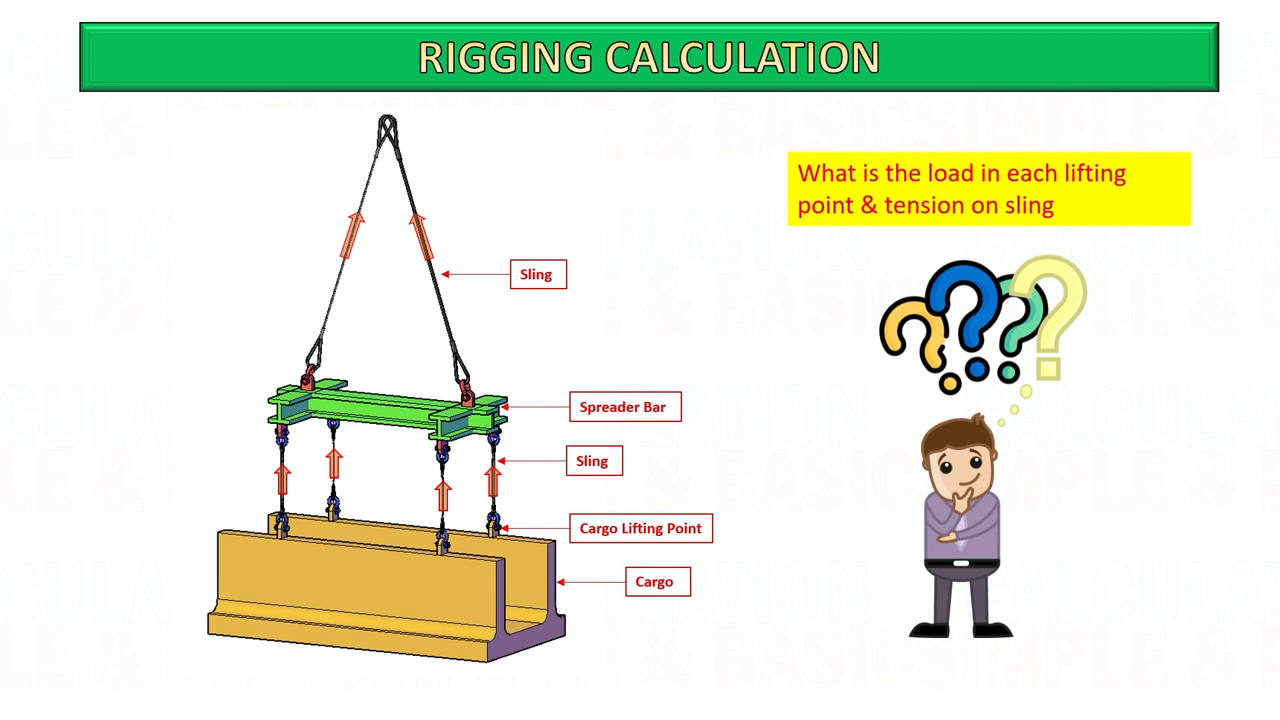 RIGGING CALCULATION
What is the load in each lifting
point & tension on sling
Sling
Spreader Bar
Sling
Cargo Lifting Point
Cargo